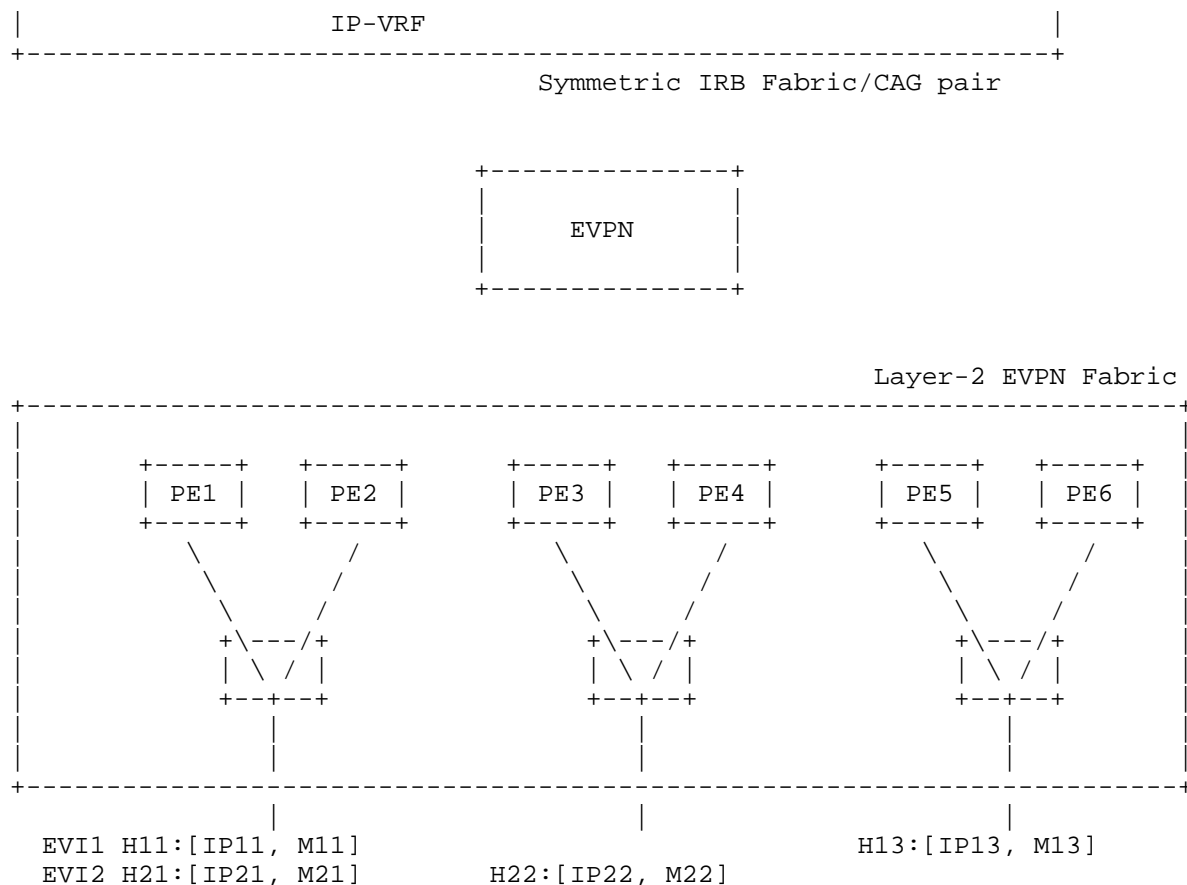 IP-VRF
Symmetric IRB Fabric/CAG pair
EVPN
Layer-2 EVPN Fabric
PE1 PE2 PE3 PE4 PE5 PE6
EVI1 H11:[IP11, M11] H13:[IP13, M13]
EVI2 H21:[IP21, M21] H22:[IP22, M22]